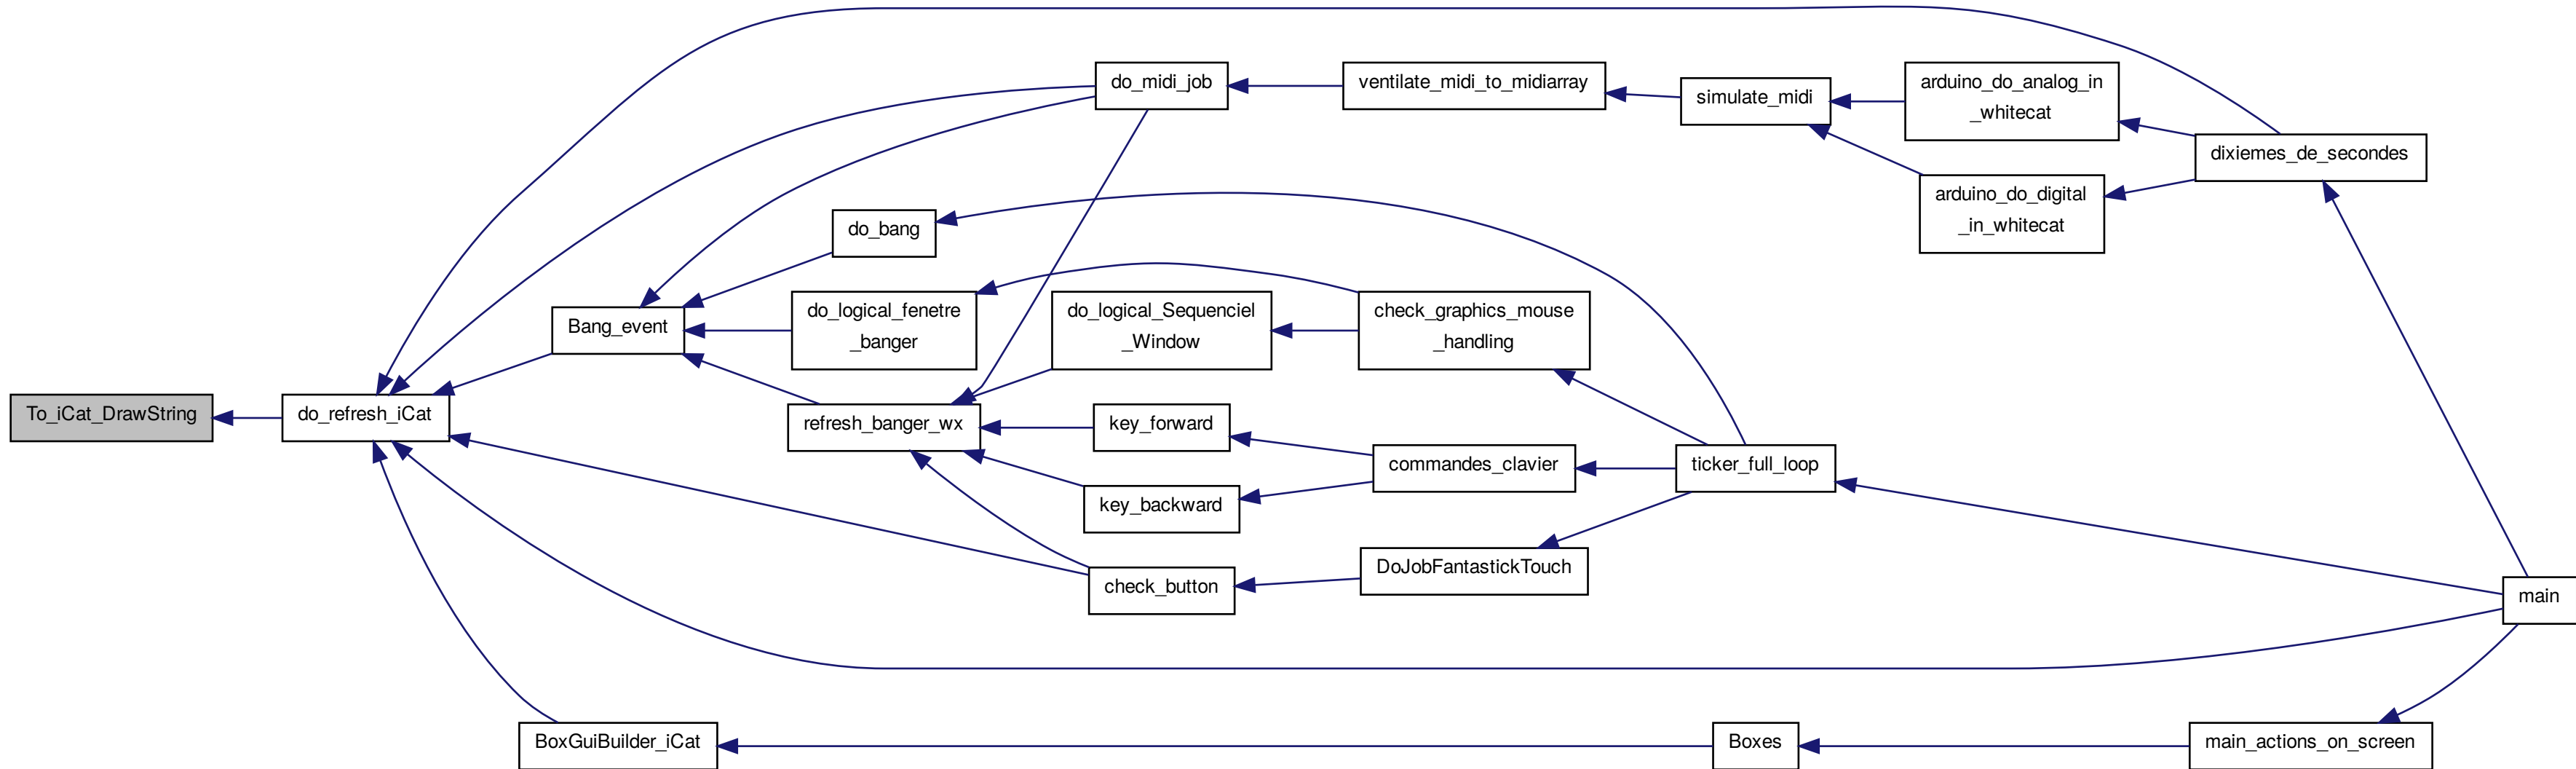 do_midi_job
ventilate_midi_to_midiarray
simulate_midi
arduino_do_analog_in
_whitecat
dixiemes_de_secondes
arduino_do_digital
_in_whitecat
do_bang
Bang_event
do_logical_fenetre
_banger
do_logical_Sequenciel
_Window
check_graphics_mouse
_handling
To_iCat_DrawString
do_refresh_iCat
refresh_banger_wx
key_forward
commandes_clavier
ticker_full_loop
key_backward
check_button
DoJobFantastickTouch
main
BoxGuiBuilder_iCat
Boxes
main_actions_on_screen